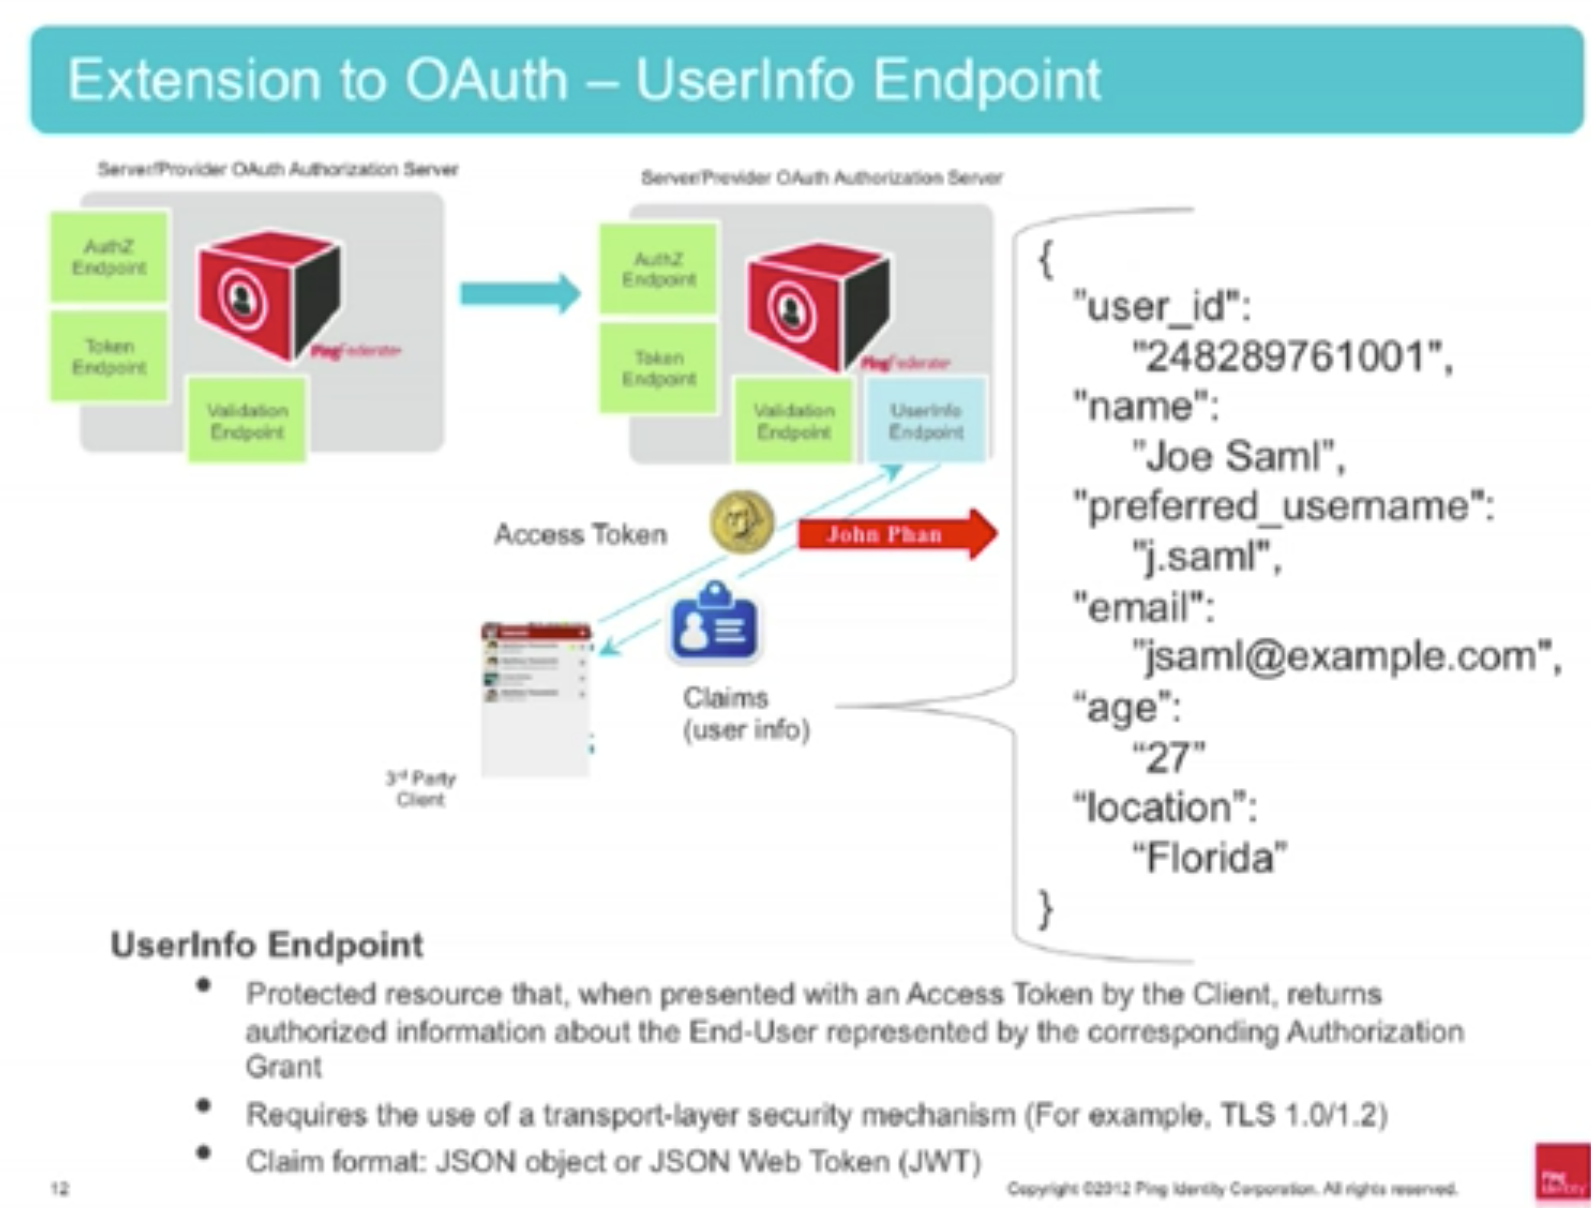 Extension to OAuth – UserInfo Endpoint
Server/Provider OAuth Authorization Server
AuthZ
Endpoint
Token
Endpoint
Validation
Endpoint
PingFederate
Server/Provider OAuth Authorization Server
AuthZ
Endpoint
Token
Endpoint
Validation
Endpoint
UserInfo
Endpoint
PingFederate
Access Token
John Phan
Claims
(user info)
3rd Party
Client
{
"user_id":
"248289761001",
"name":
"Joe Saml",
"preferred_username":
"j.saml",
"email":
"jsaml@example.com",
“age”:
“27”
“location”:
“Florida”
}
UserInfo Endpoint
• Protected resource that, when presented with an Access Token by the Client, returns
authorized information about the End-User represented by the corresponding Authorization
Grant
• Requires the use of a transport-layer security mechanism (For example, TLS 1.0/1.2)
• Claim format: JSON object or JSON Web Token (JWT)
12
Copyright ©2012 Ping Identity Corporation. All rights reserved.
Ping
Identity